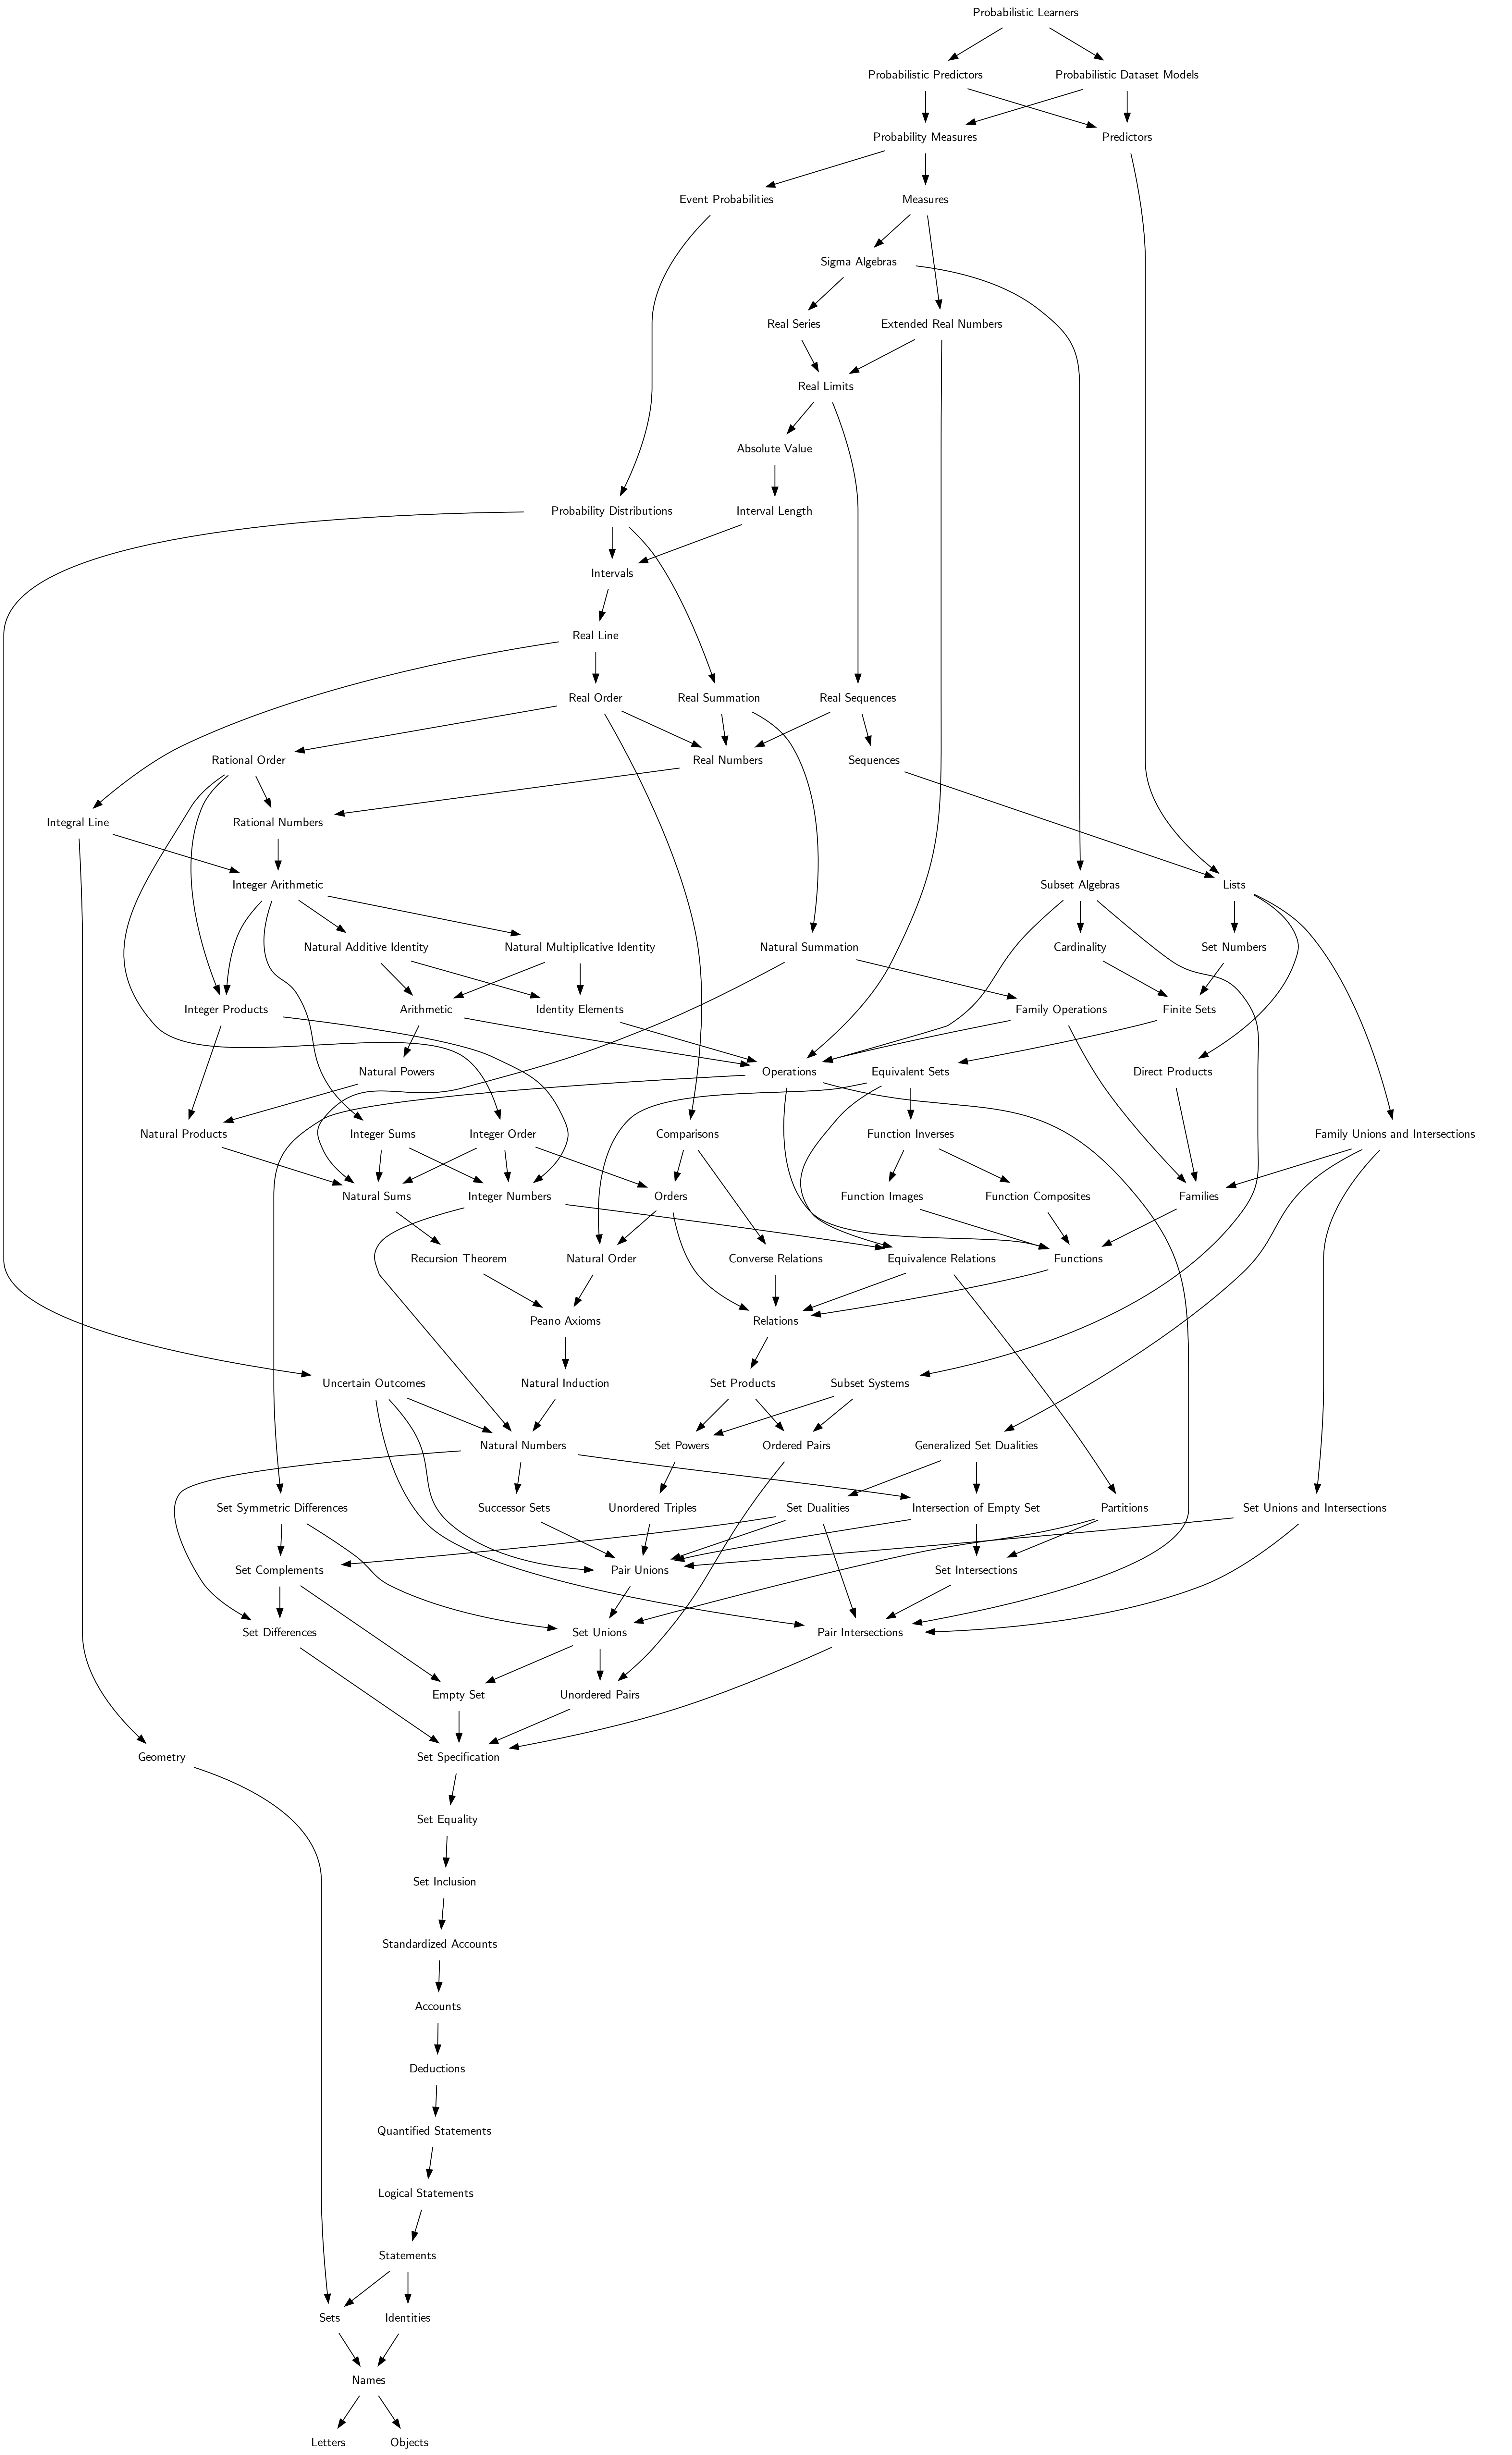 Probabilistic Learners
Probabilistic Predictors
Probabilistic Dataset Models
Probability Measures
Predictors
Event Probabilities
Measures
Sigma Algebras
Real Series
Extended Real Numbers
Real Limits
Absolute Value
Probability Distributions
Interval Length
Intervals
Real Line
Real Order
Real Summation
Real Sequences
Rational Order
Real Numbers
Sequences
Integral Line
Rational Numbers
Integer Arithmetic
Subset Algebras
Lists
Natural Additive Identity
Natural Multiplicative Identity
Natural Summation
Cardinality
Set Numbers
Integer Products
Arithmetic
Identity Elements
Family Operations
Finite Sets
Natural Powers
Operations
Equivalent Sets
Direct Products
Natural Products
Integer Sums
Integer Order
Comparisons
Function Inverses
Family Unions and Intersections
Natural Sums
Integer Numbers
Orders
Function Images
Function Composites
Families
Recursion Theorem
Natural Order
Converse Relations
Equivalence Relations
Functions
Peano Axioms
Relations
Uncertain Outcomes
Natural Induction
Set Products
Subset Systems
Natural Numbers
Set Powers
Ordered Pairs
Generalized Set Dualities
Set Symmetric Differences
Successor Sets
Unordered Triples
Set Dualities
Intersection of Empty Set
Partitions
Set Unions and Intersections
Set Complements
Pair Unions
Set Intersections
Set Differences
Set Unions
Pair Intersections
Empty Set
Unordered Pairs
Geometry
Set Specification
Set Equality
Set Inclusion
Standardized Accounts
Accounts
Deductions
Quantified Statements
Logical Statements
Statements
Sets
Identities
Names
Letters
Objects